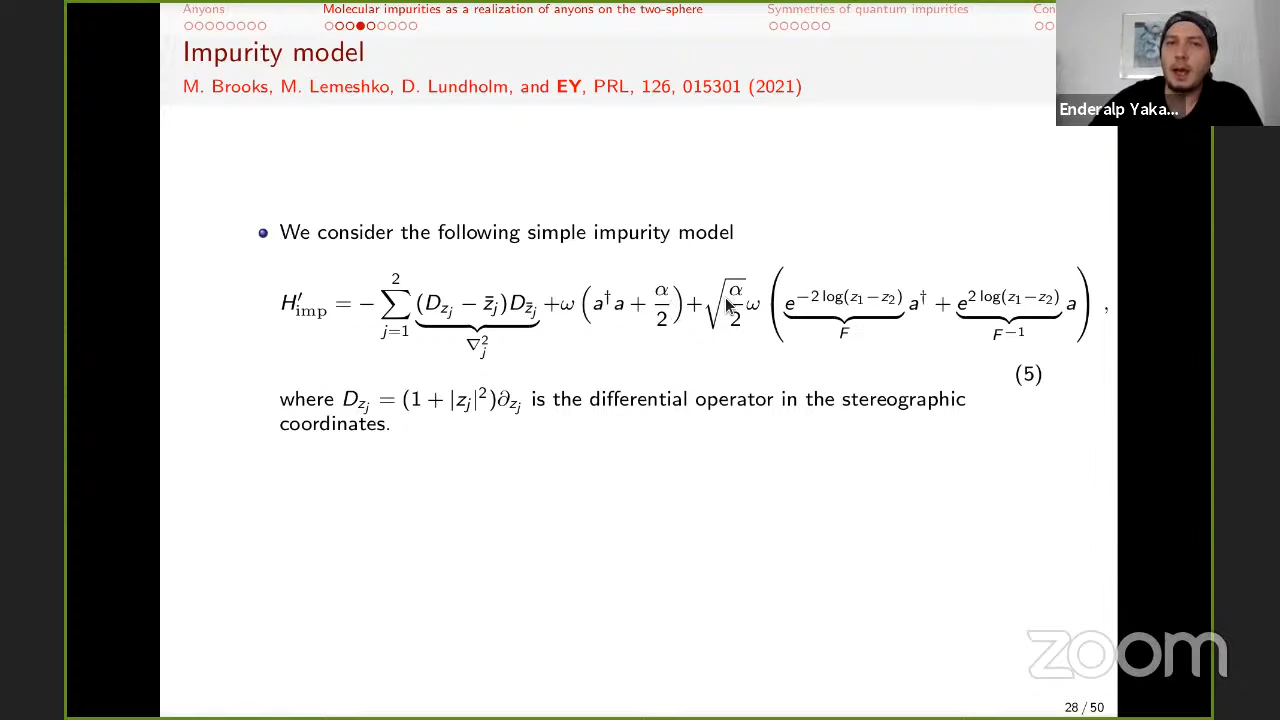 Anyons
Molecular impurities as a realization of anyons on the two-sphere
Symmetries of quantum impurities
Con
Impurity model
M. Brooks, M. Lemeshko, D. Lundholm, and EY, PRL, 126, 015301 (2021)
Enderalp Yaka...
We consider the following simple impurity model
H′_imp = − ∑_{j=1}^{2} (D_{z_j} − z̄_j)D_{z̄_j} + ω (a†a + α/2) + √(α/2) ω (e^{−2 log(z_1−z_2)} a† + e^{2 log(z_1−z_2)} a) ,
∇²_j F F^{−1}
(5)
where D_{z_j} = (1 + |z_j|²)∂_{z_j} is the differential operator in the stereographic
coordinates.
zoom
28 / 50